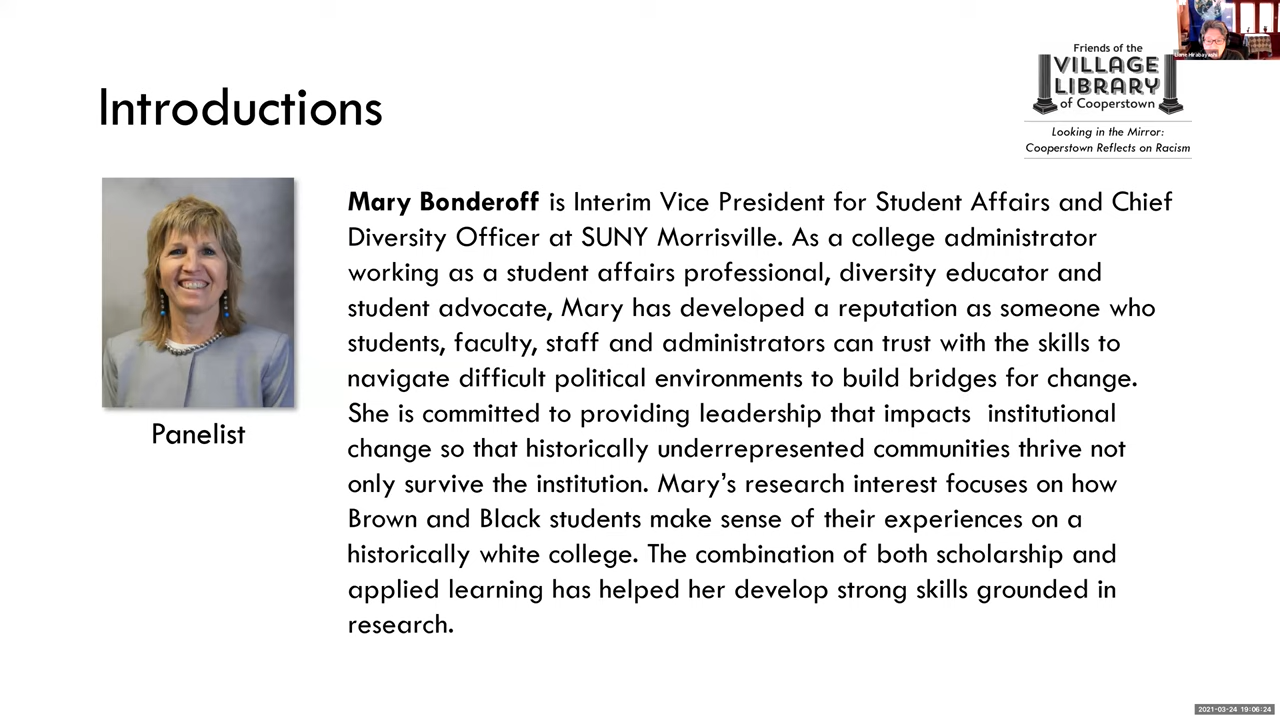 Introductions
Friends of the
VILLAGE
LIBRARY
of Cooperstown
Looking in the Mirror:
Cooperstown Reflects on Racism
Panelist
Mary Bonderoff is Interim Vice President for Student Affairs and Chief
Diversity Officer at SUNY Morrisville. As a college administrator
working as a student affairs professional, diversity educator and
student advocate, Mary has developed a reputation as someone who
students, faculty, staff and administrators can trust with the skills to
navigate difficult political environments to build bridges for change.
She is committed to providing leadership that impacts  institutional
change so that historically underrepresented communities thrive not
only survive the institution. Mary’s research interest focuses on how
Brown and Black students make sense of their experiences on a
historically white college. The combination of both scholarship and
applied learning has helped her develop strong skills grounded in
research.
Hirabayashi
2021-03-24 19:06:24